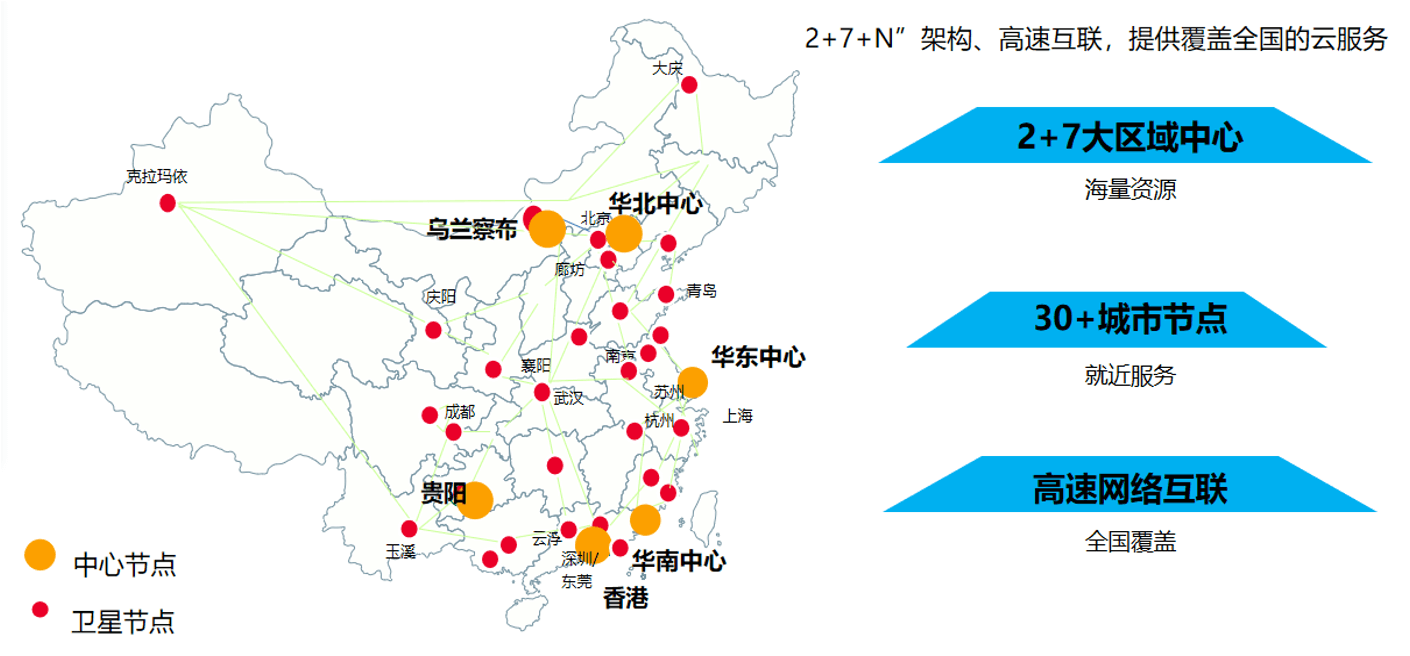 2+7+N”架构、高速互联，提供覆盖全国的云服务
大庆
克拉玛依
乌兰察布
北京
华北中心
廊坊
庆阳
青岛
襄阳
南京
华东中心
武汉
苏州
成都
杭州
上海
贵阳
玉溪
云浮
深圳/
东莞
华南中心
香港
中心节点
卫星节点
2+7大区域中心
海量资源
30+城市节点
就近服务
高速网络互联
全国覆盖